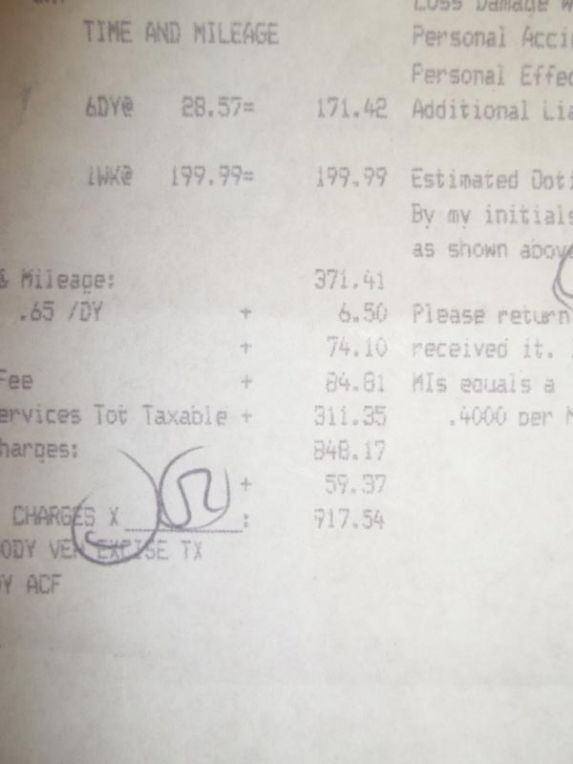 Loss Damage W
TIME AND MILEAGE Personal Acci
Personal Effec
6DY@ 28.57= 171.42 Additional Lia
1WK@ 199.99= 199.99 Estimated Doti
By my initials
as shown above
& Mileage: 371.41
.65 /DY + 6.50 Please return
+ 74.10 received it.
Fee + 84.81 MIs equals a
ervices Tot Taxable + 311.35 .4000 per M
harges: 848.17
+ 59.37
CHARGES X : 917.54
ODY VEH EXCISE TX
Y ACF